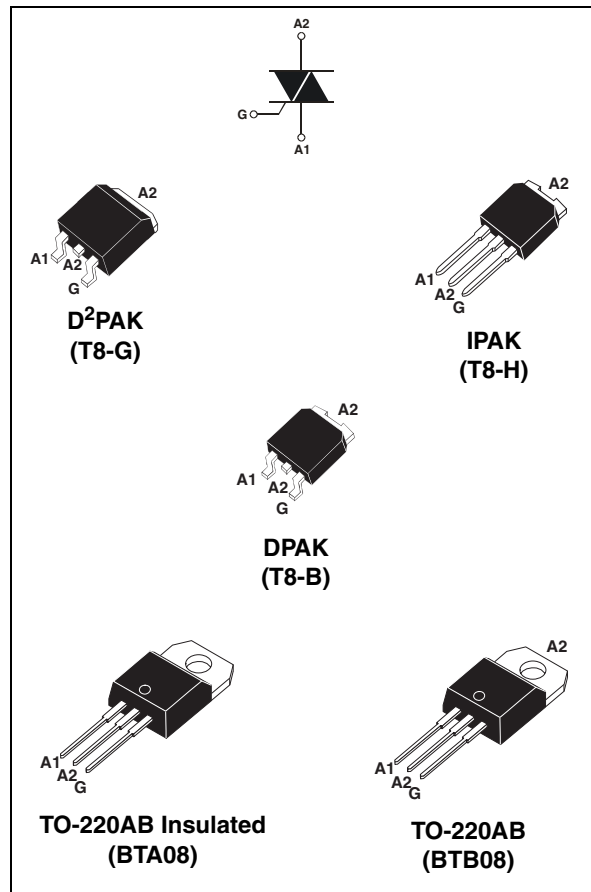 A2
G
A1
A2
A1
A2
G
D²PAK
(T8-G)
A2
A1
A2
G
IPAK
(T8-H)
A2
A1
A2
G
DPAK
(T8-B)
A1
A2
G
TO-220AB Insulated
(BTA08)
A2
A1
A2
G
TO-220AB
(BTB08)